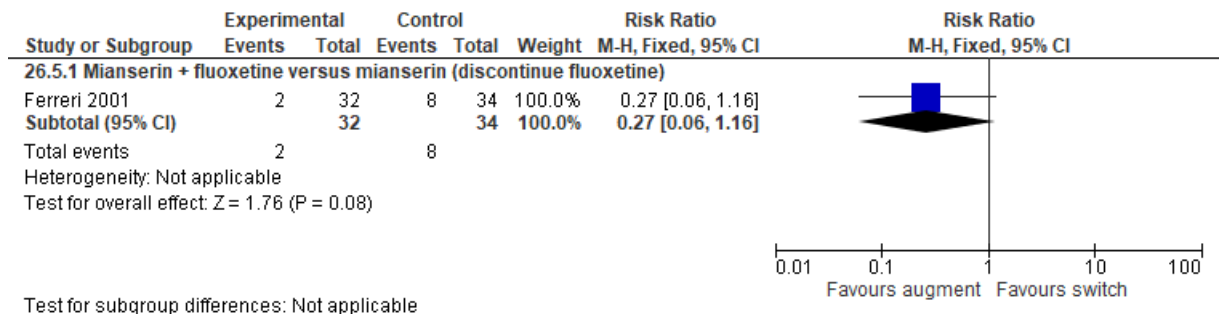 Experimental Control Risk Ratio Risk Ratio
Study or Subgroup Events Total Events Total Weight M-H, Fixed, 95% CI M-H, Fixed, 95% CI
26.5.1 Mianserin + fluoxetine versus mianserin (discontinue fluoxetine)
Ferreri 2001 2 32 8 34 100.0% 0.27 [0.06, 1.16]
Subtotal (95% CI) 32 34 100.0% 0.27 [0.06, 1.16]
Total events 2 8
Heterogeneity: Not applicable
Test for overall effect: Z = 1.76 (P = 0.08)
0.01 0.1 1 10 100
Favours augment Favours switch
Test for subgroup differences: Not applicable